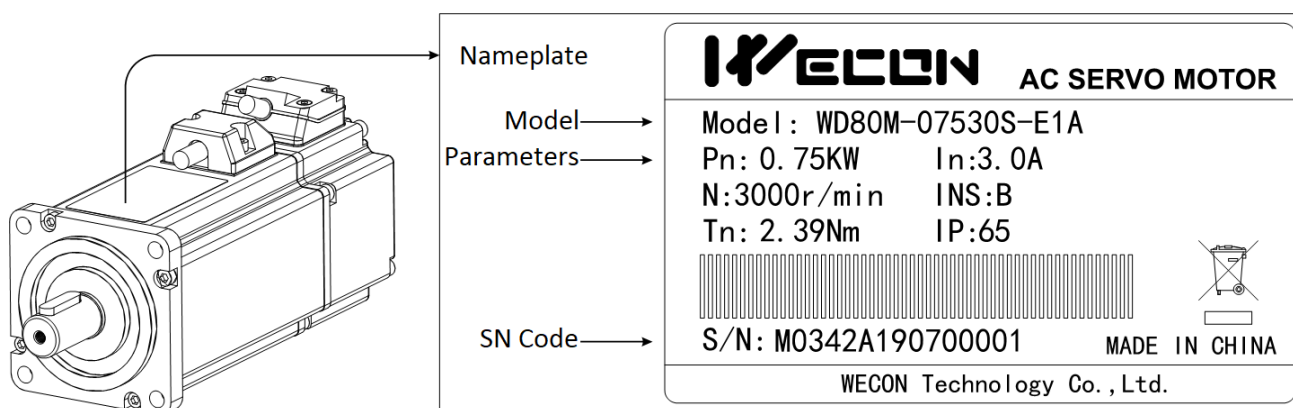 Nameplate
WECON AC SERVO MOTOR
Model
Model: WD80M-07530S-E1A
Parameters
Pn: 0.75KW In:3.0A
N:3000r/min INS:B
Tn: 2.39Nm IP:65
SN Code
S/N: M0342A190700001 MADE IN CHINA
WECON Technology Co.,Ltd.